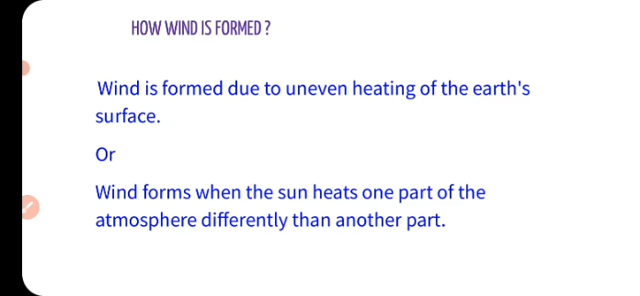 HOW WIND IS FORMED ?
Wind is formed due to uneven heating of the earth's
surface.
Or
Wind forms when the sun heats one part of the
atmosphere differently than another part.